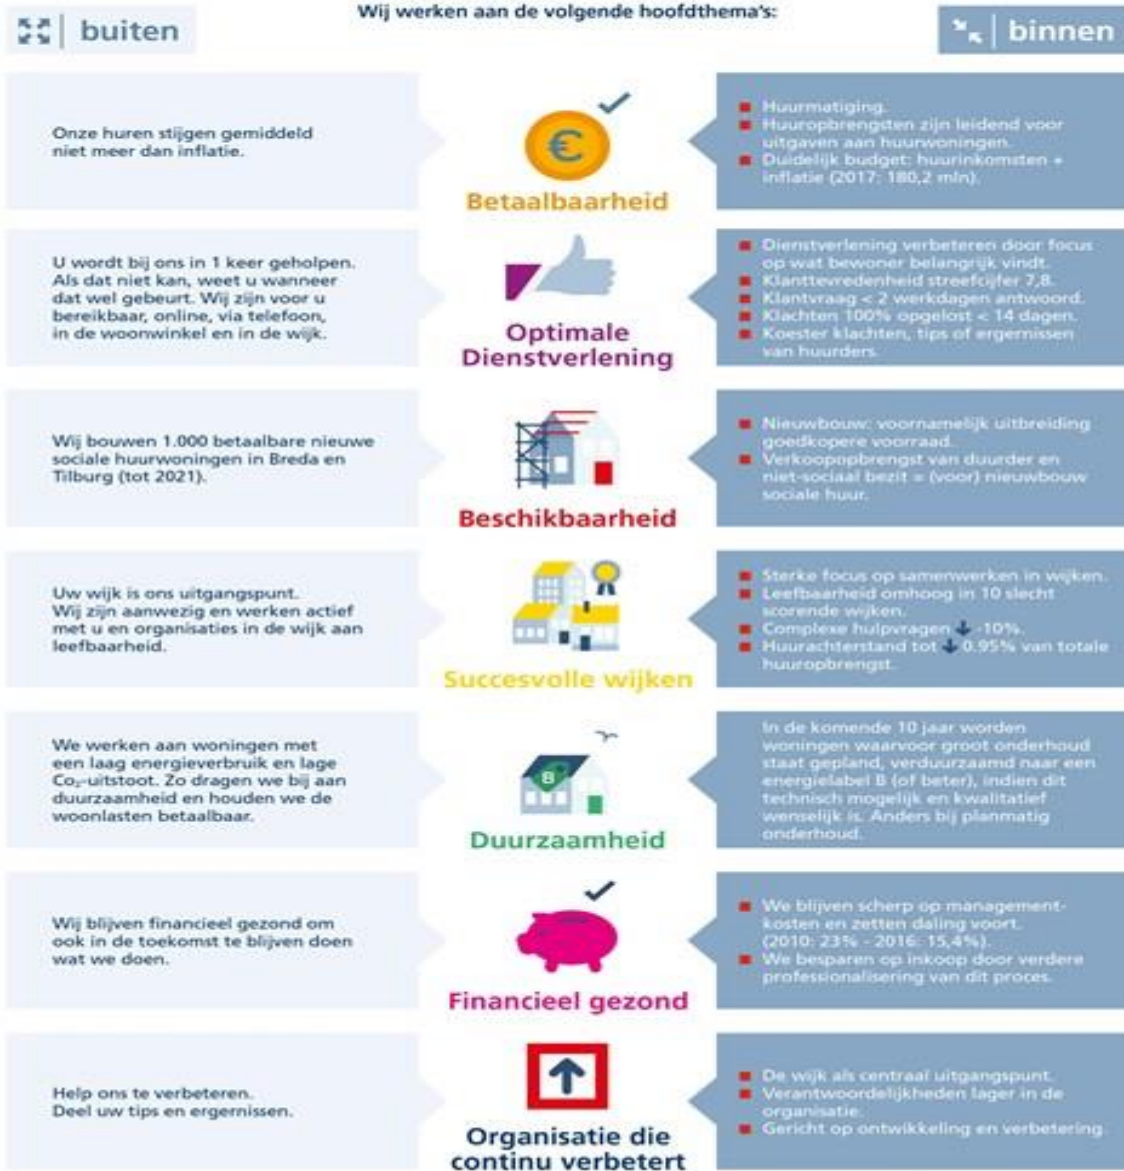 Wij werken aan de volgende hoofdthema's:
buiten
binnen
Onze huren stijgen gemiddeld
niet meer dan inflatie.
€
Betaalbaarheid
Huurmatiging.
Huuropbrengsten zijn leidend voor
uitgaven aan huurwoningen.
Duidelijk budget: huurinkomsten +
inflatie (2017: 180,2 mln).
U wordt bij ons in 1 keer geholpen.
Als dat niet kan, weet u wanneer
dat wel gebeurt. Wij zijn voor u
bereikbaar, online, via telefoon,
in de woonwinkel en in de wijk.
Optimale
Dienstverlening
Dienstverlening verbeteren door focus
op wat bewoner belangrijk vindt.
Klanttevredenheid streefcijfer 7,8.
Klantvraag < 2 werkdagen antwoord.
Klachten 100% opgelost < 14 dagen.
Koester klachten, tips of ergernissen
van huurders.
Wij bouwen 1.000 betaalbare nieuwe
sociale huurwoningen in Breda en
Tilburg (tot 2021).
Beschikbaarheid
Nieuwbouw: voornamelijk uitbreiding
goedkopere voorraad.
Verkoopopbrengst van duurder en
niet-sociaal bezit = (voor) nieuwbouw
sociale huur.
Uw wijk is ons uitgangspunt.
Wij zijn aanwezig en werken actief
met u en organisaties in de wijk aan
leefbaarheid.
Succesvolle wijken
Sterke focus op samenwerken in wijken.
Leefbaarheid omhoog in 10 slecht
scorende wijken.
Complexe hulpvragen ↓ -10%.
Huurachterstand tot ↓ 0.95% van totale
huuropbrengst.
We werken aan woningen met
een laag energieverbruik en lage
Co₂-uitstoot. Zo dragen we bij aan
duurzaamheid en houden we de
woonlasten betaalbaar.
B
Duurzaamheid
In de komende 10 jaar worden
woningen waarvoor groot onderhoud
staat gepland, verduurzaamd naar een
energielabel B (of beter), indien dit
technisch mogelijk en kwalitatief
wenselijk is. Anders bij planmatig
onderhoud.
Wij blijven financieel gezond om
ook in de toekomst te blijven doen
wat we doen.
Financieel gezond
We blijven scherp op management-
kosten en zetten daling voort.
(2010: 23% - 2016: 15,4%).
We besparen op inkoop door verdere
professionalisering van dit proces.
Help ons te verbeteren.
Deel uw tips en ergernissen.
Organisatie die
continu verbetert
De wijk als centraal uitgangspunt.
Verantwoordelijkheden lager in de
organisatie.
Gericht op ontwikkeling en verbetering.